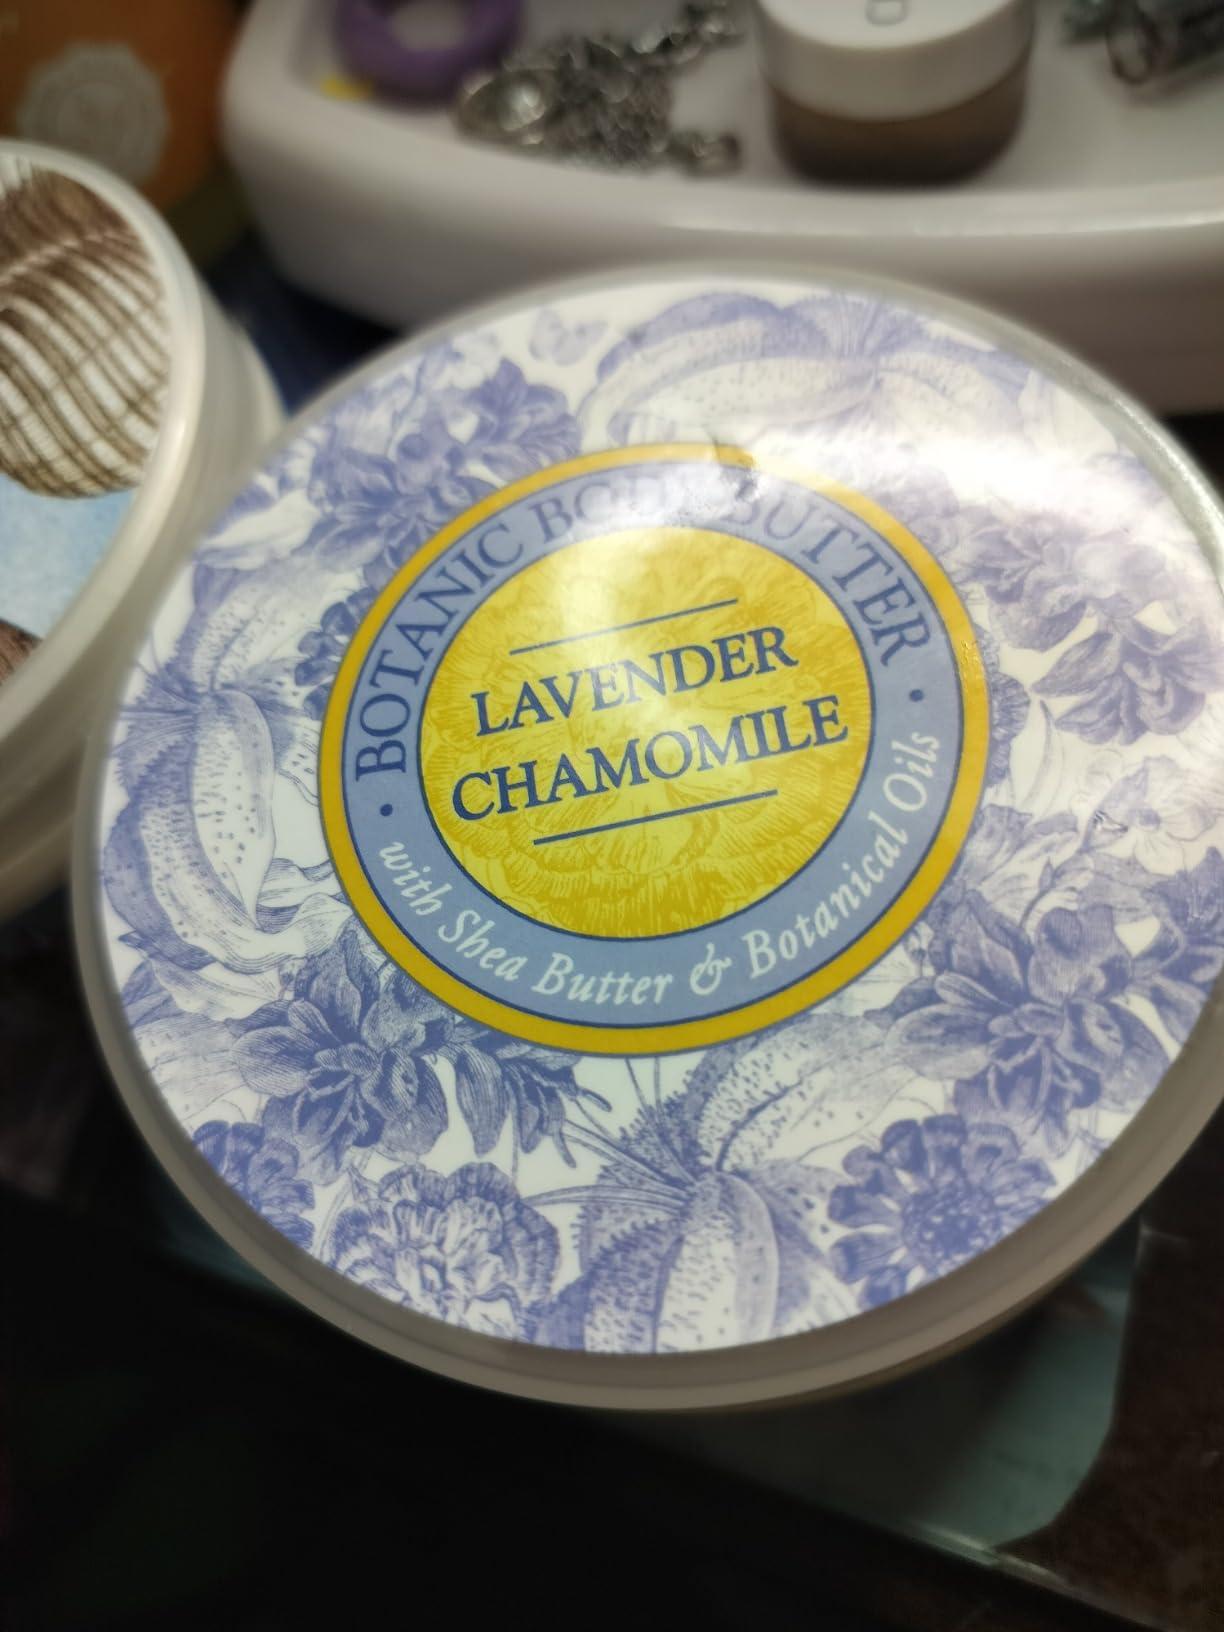 BOTANIC BODY BUTTER
LAVENDER
CHAMOMILE
with Shea Butter & Botanical Oils